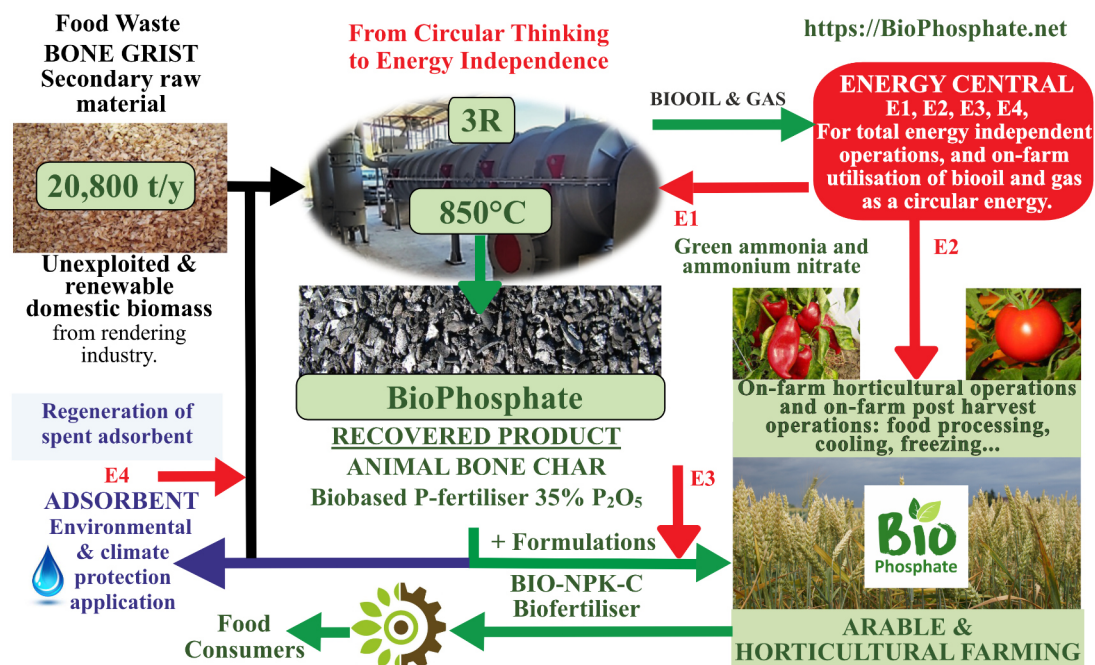 Food Waste
BONE GRIST
Secondary raw
material
20,800 t/y
Unexploited &
renewable
domestic biomass
from rendering
industry.
From Circular Thinking
to Energy Independence
3R
850°C
BioPhosphate
RECOVERED PRODUCT
ANIMAL BONE CHAR
Biobased P-fertiliser 35% P₂O₅
https://BioPhosphate.net
BIOOIL & GAS
ENERGY CENTRAL
E1, E2, E3, E4,
For total energy independent
operations, and on-farm
utilisation of biooil and gas
as a circular energy.
E1
E2
Green ammonia and
ammonium nitrate
On-farm horticultural operations
and on-farm post harvest
operations: food processing,
cooling, freezing...
Regeneration of
spent adsorbent
E4
ADSORBENT
Environmental
& climate
protection
application
E3
+ Formulations
BIO-NPK-C
Biofertiliser
Bio
Phosphate
Food
Consumers
ARABLE &
HORTICULTURAL FARMING